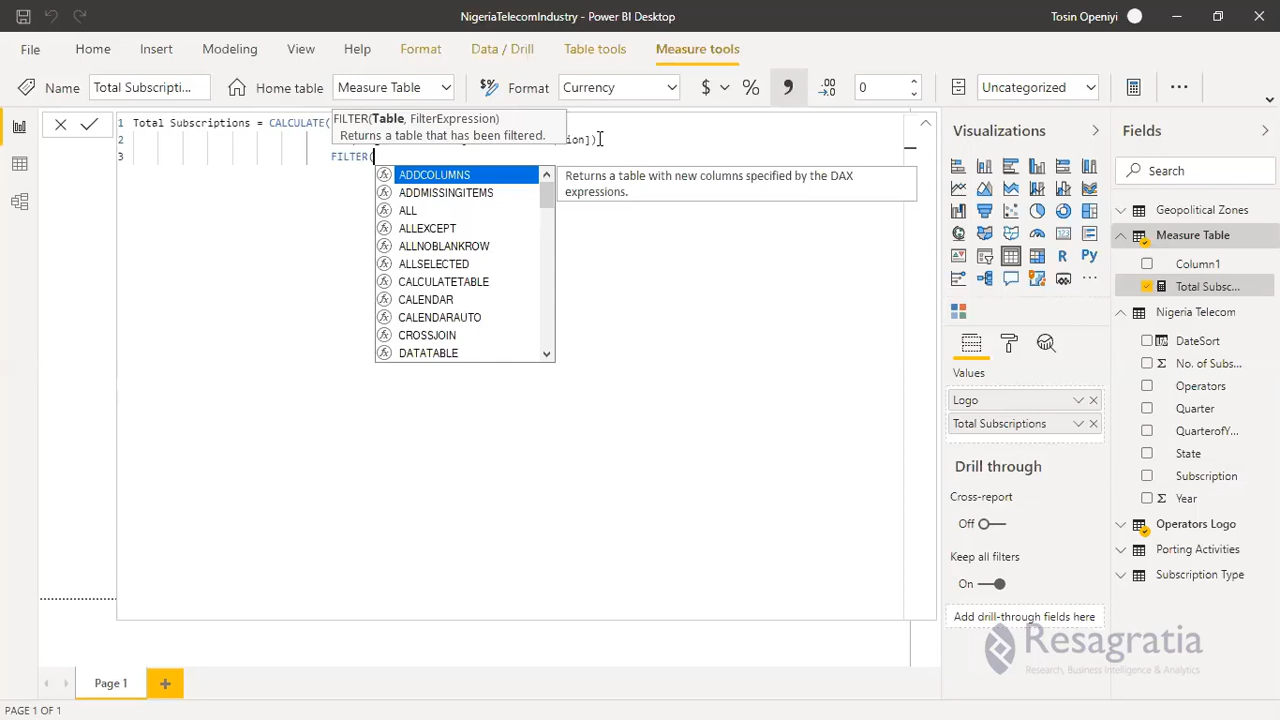 NigeriaTelecomIndustry - Power BI Desktop
Tosin Openiyi
File Home Insert Modeling View Help Format Data / Drill Table tools Measure tools
Name Total Subscripti... Home table Measure Table Format Currency $ % 0 Uncategorized
FILTER(Table, FilterExpression)
Returns a table that has been filtered.
1 Total Subscriptions = CALCULATE(
2 ion])
3 FILTER(
ADDCOLUMNS
ADDMISSINGITEMS
ALL
ALLEXCEPT
ALLNOBLANKROW
ALLSELECTED
CALCULATETABLE
CALENDAR
CALENDARAUTO
CROSSJOIN
DATATABLE
Returns a table with new columns specified by the DAX
expressions.
Visualizations
R Py
Values
Logo
Total Subscriptions
Drill through
Cross-report
Off
Keep all filters
On
Add drill-through fields here
Fields
Search
Geopolitical Zones
Measure Table
Column1
Total Subsc...
Nigeria Telecom
DateSort
Σ No. of Subs...
Operators
Quarter
QuarterofY...
State
Subscription
Σ Year
Operators Logo
Porting Activities
Subscription Type
Resagratia
Research, Business Intelligence & Analytics
Page 1
PAGE 1 OF 1